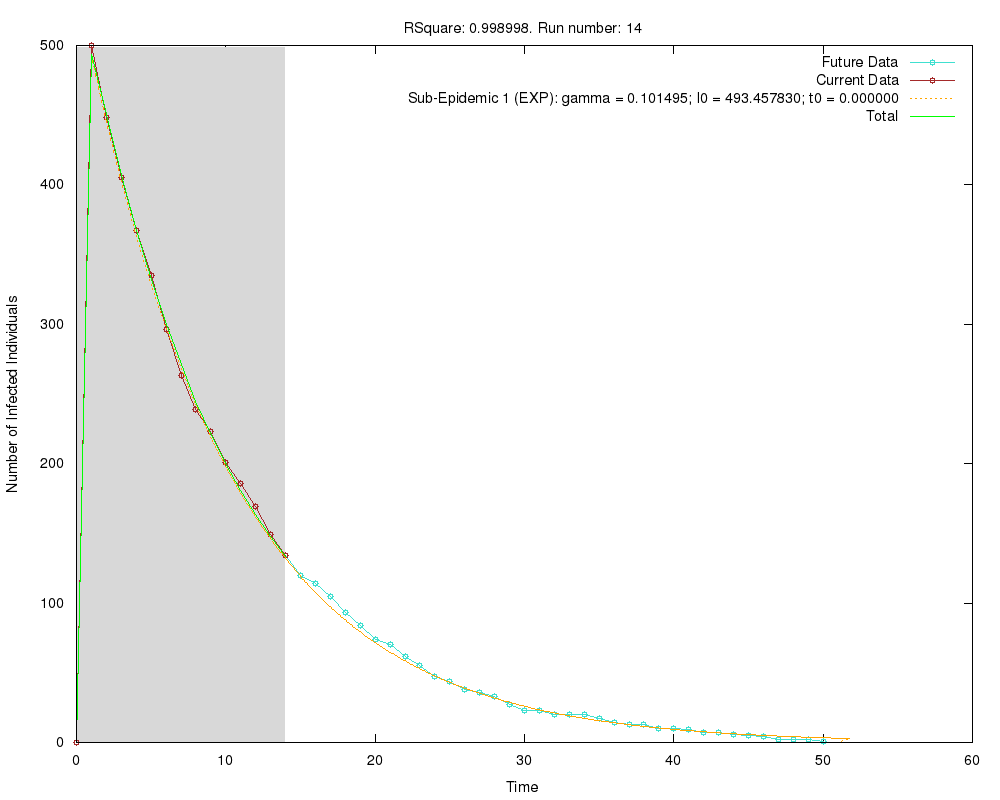 RSquare: 0.998998. Run number: 14
500
400
300
200
100
0
0
10
20
30
40
50
60
Number of Infected Individuals
Time
Future Data
Current Data
Sub-Epidemic 1 (EXP): gamma = 0.101495; I0 = 493.457830; t0 = 0.000000
Total